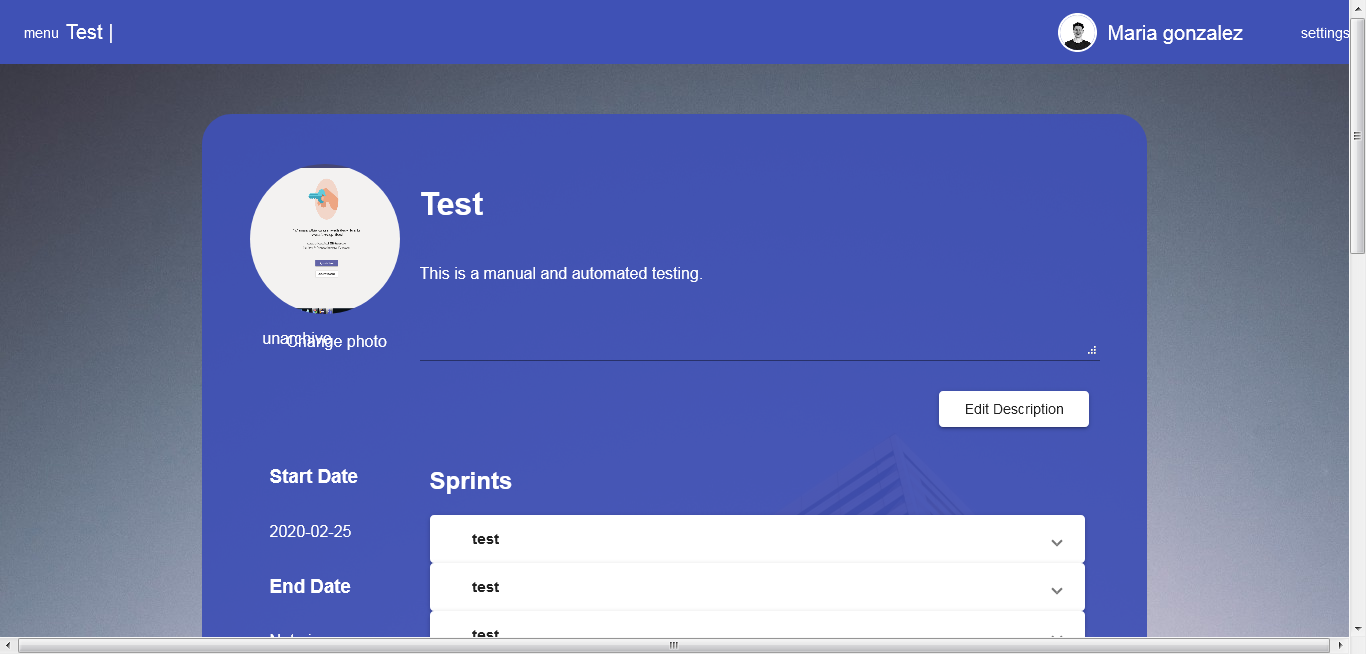 menu Test |
Maria gonzalez
settings
Test
This is a manual and automated testing.
unarchive
Change photo
Edit Description
Start Date
2020-02-25
End Date
Sprints
test
test
test